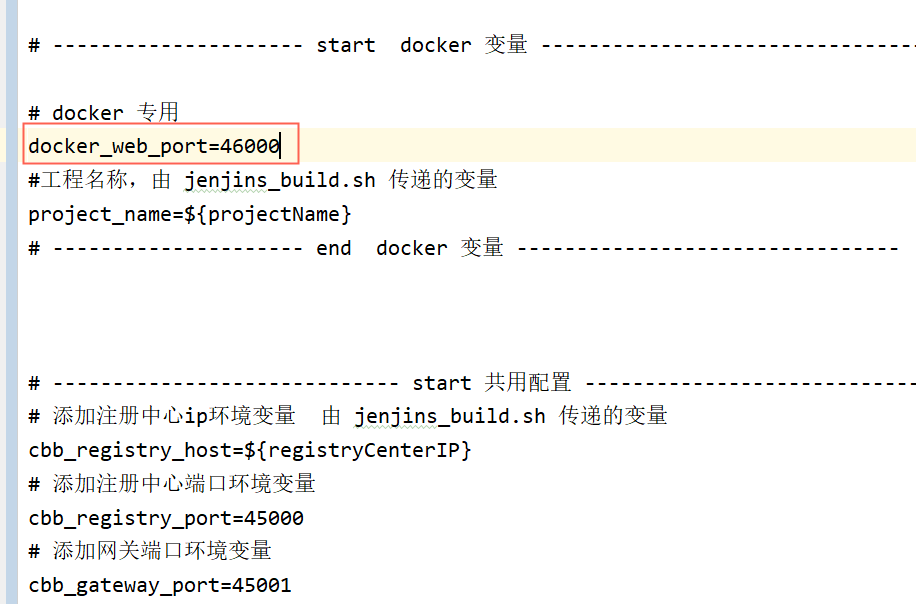 # --------------------- start  docker 变量 --------------------------------
# docker 专用
docker_web_port=46000
#工程名称，由 jenjins_build.sh 传递的变量
project_name=${projectName}
# --------------------- end  docker 变量 --------------------------------
# ----------------------------- start 共用配置 ----------------------------
# 添加注册中心ip环境变量  由 jenjins_build.sh 传递的变量
cbb_registry_host=${registryCenterIP}
# 添加注册中心端口环境变量
cbb_registry_port=45000
# 添加网关端口环境变量
cbb_gateway_port=45001